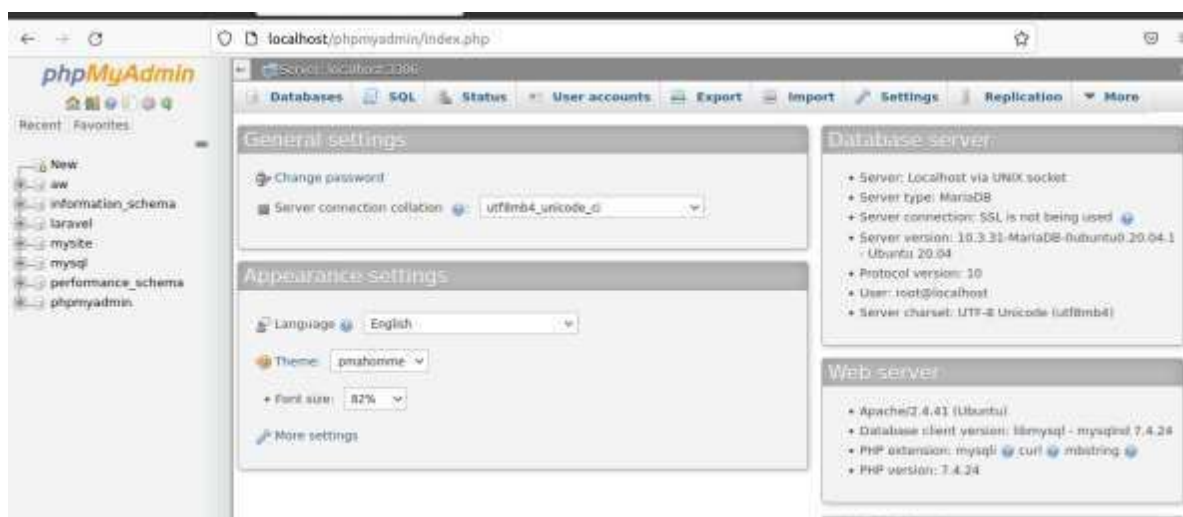 localhost/phpmyadmin/index.php
phpMyAdmin
Recent Favorites
New
aw
information_schema
laravel
mysite
mysql
performance_schema
phpmyadmin
Server: localhost:3306
Databases SQL Status User accounts Export Import Settings Replication More
General settings
Change password
Server connection collation : utf8mb4_unicode_ci
Appearance settings
Language English
Theme: pmahomme
Font size: 82%
More settings
Database server
Server: Localhost via UNIX socket
Server type: MariaDB
Server connection: SSL is not being used
Server version: 10.3.31-MariaDB-0ubuntu0.20.04.1
- Ubuntu 20.04
Protocol version: 10
User: root@localhost
Server charset: UTF-8 Unicode (utf8mb4)
Web server
Apache/2.4.41 (Ubuntu)
Database client version: libmysql - mysqlnd 7.4.24
PHP extension: mysqli curl mbstring
PHP version: 7.4.24